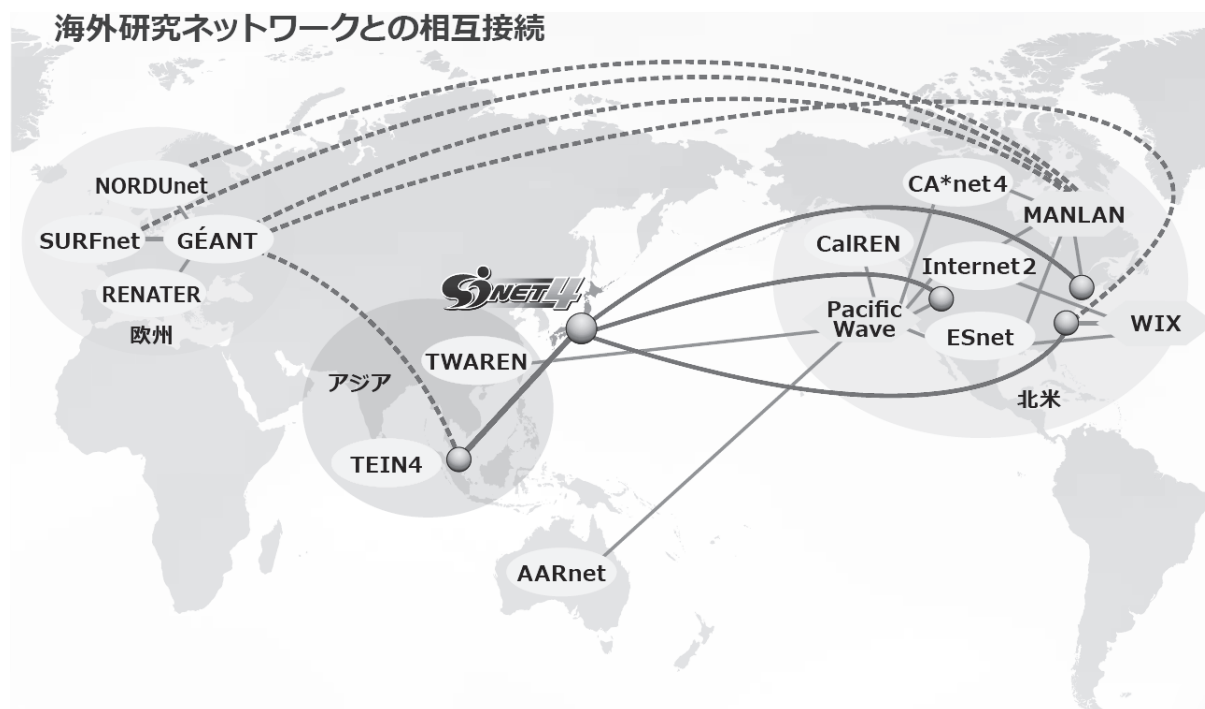 海外研究ネットワークとの相互接続
NORDUnet
SURFnet
GÉANT
RENATER
欧州
SINET4
TWAREN
アジア
TEIN4
AARnet
CA*net4
MANLAN
CalREN
Internet2
Pacific
Wave
ESnet
WIX
北米